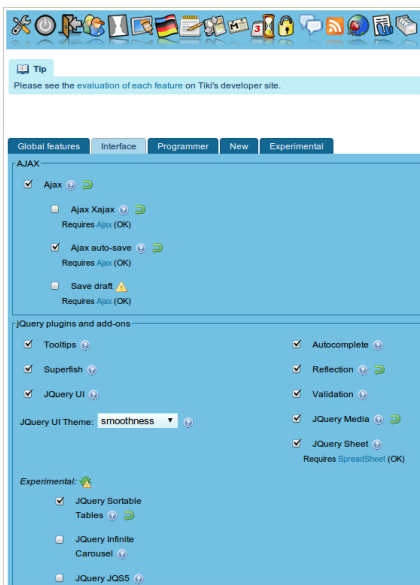 Tip
Please see the evaluation of each feature on Tiki's developer site.
Global features Interface Programmer New Experimental
AJAX
Ajax
Ajax Xajax
Requires Ajax (OK)
Ajax auto-save
Requires Ajax (OK)
Save draft
Requires Ajax (OK)
jQuery plugins and add-ons
Tooltips
Superfish
JQuery UI
JQuery UI Theme: smoothness
Autocomplete
Reflection
Validation
JQuery Media
JQuery Sheet
Requires SpreadSheet (OK)
Experimental:
JQuery Sortable
Tables
JQuery Infinite
Carousel
JQuery JQS5